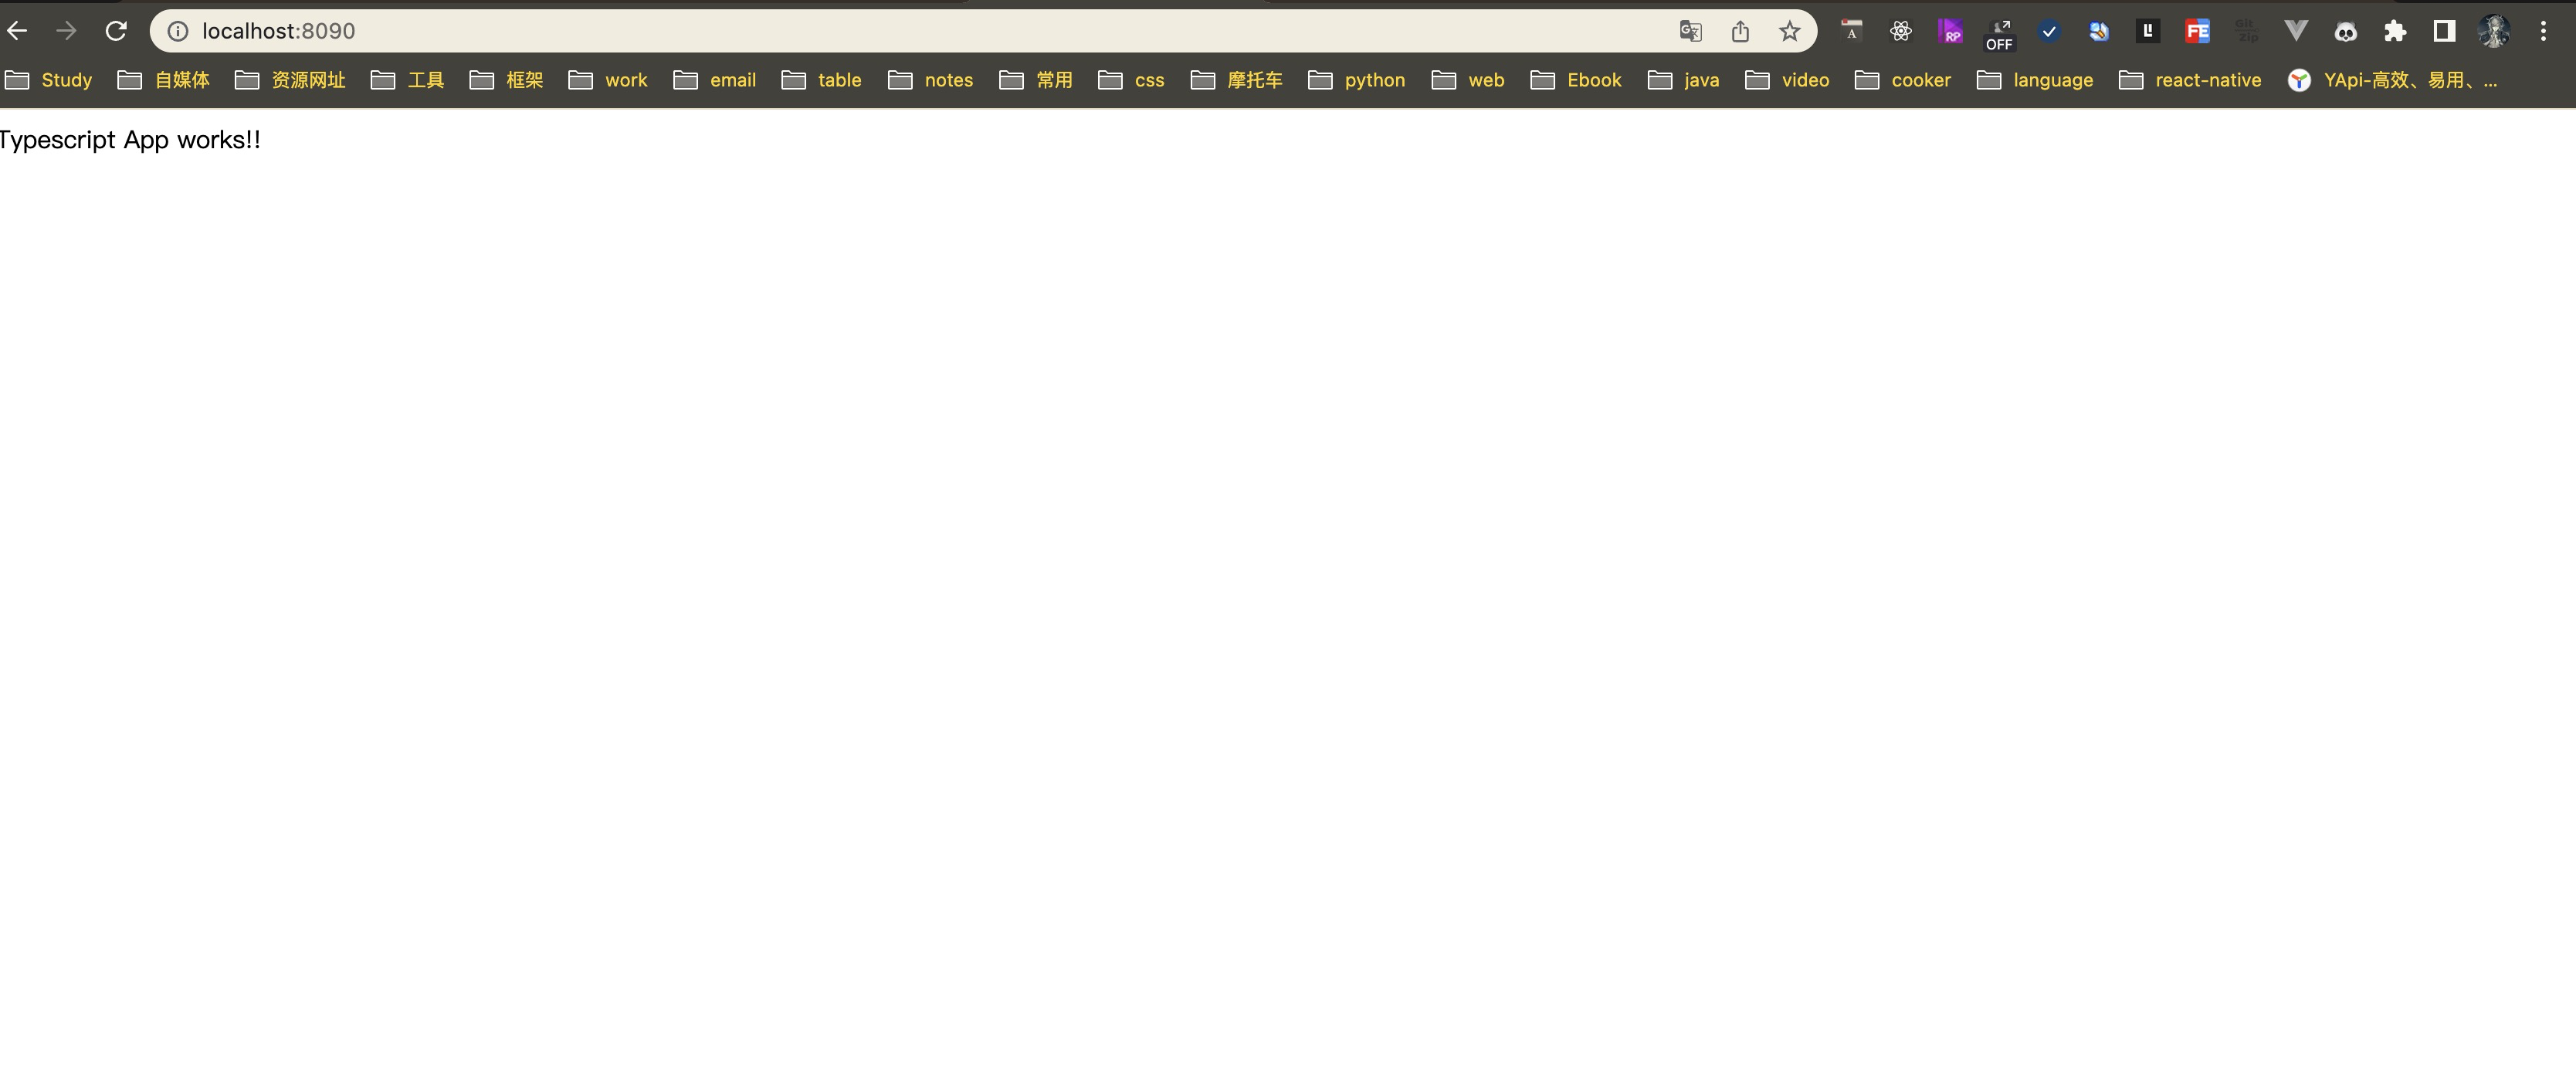 localhost:8090
A RP OFF FE Git Zip
Study 自媒体 资源网址 工具 框架 work email table notes 常用 css 摩托车 python web Ebook java video cooker language react-native YApi-高效、易用、...
Typescript App works!!